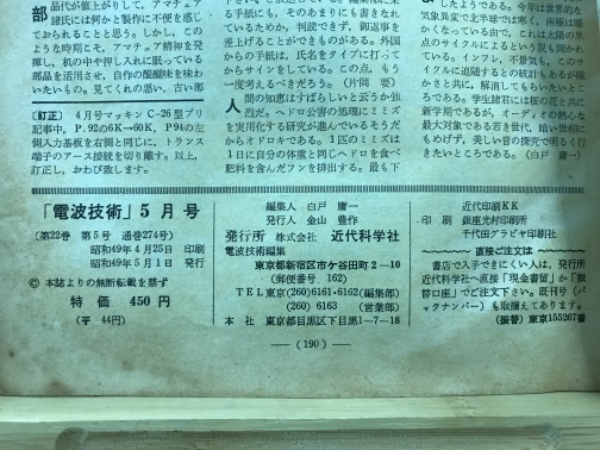 部
品代が値上がりして，アマチュア
諸氏には何かと製作に不便を感じ
ておられることと思う。しかし，この
ような時期こそ，アマチュア精神を発
揮し，机の中や押し入れに眠っている
部品を活用させ，自作の醍醐味を味わ
いたいもの。見てくれの悪い，古い部
〔訂正〕 4月号マッキン C-26型プリ
記事中，P.92の6K→60K，P94の左
側入力基板を右側と同じに，トランス
端子のアース接続を切り離す。以上，
訂正し，おわび致します。
る手紙にも，そのあまりにも書きなれ
ているためか，判読できず，御返事を
差上げることができものがある。外国
からの手紙は，氏名をタイプに打って
からサインをしている。この点，もう
一度考えるべきだろう。 (片岡 要)
人
間の知恵はすばらしいと云うか強
烈だ。ヘドロ公害の処理にミミズ
を実用化する研究が進んでいるそうだ
からオドロキである。1匹のミミズは
1日に自分の体重と同じヘドロを食べ
肥料を含んだフンを排出する。最も下
したようである。今年は世界的な
気象異変で北半球では寒く，南極は暖
かくなっている由で，これは太陽の黒
点のサイクルによるという説も聞かれ
ている。インフレ，不景気も，このサイ
クルに追随するとの統計もあるが暖か
さと共に，解消してもらいたいところ
である。学生諸君には桜の花と共に
新学期であるが，オーディオの熱心な
最大対象である若き世代，暗い世相に
もめげず，美しい音の探究で明るく行
きたいところである。(白戸 庸一)
「電波技術」5月号
(第22巻 第5号 通巻274号)
昭和49年4月25日 印刷
昭和49年5月1日 発行
© 本誌よりの無断転載を禁ず
特 価 450円
(〒 44円)
編集人 白戸 庸一
発行人 金山 豊作
発行所 株式会社 近代科学社
電波技術編集
東京都新宿区市ケ谷田町2－10
(郵便番号 162)
TEL 東京(260)6161・6162(編集部)
(260)6163 (営業部)
本 社 東京都目黒区下目黒1－7－18
近代印刷KK
印 刷 銀座光村印刷所
千代田グラビヤ印刷社
直接ご注文は
書店で入手できにくい人は，発行所
近代科学社へ直接「現金書留」か「振
替口座」でご注文下さい。既刊号(バ
ックナンバー)も取揃えてあります。
(振替)東京155267番
―(190)―